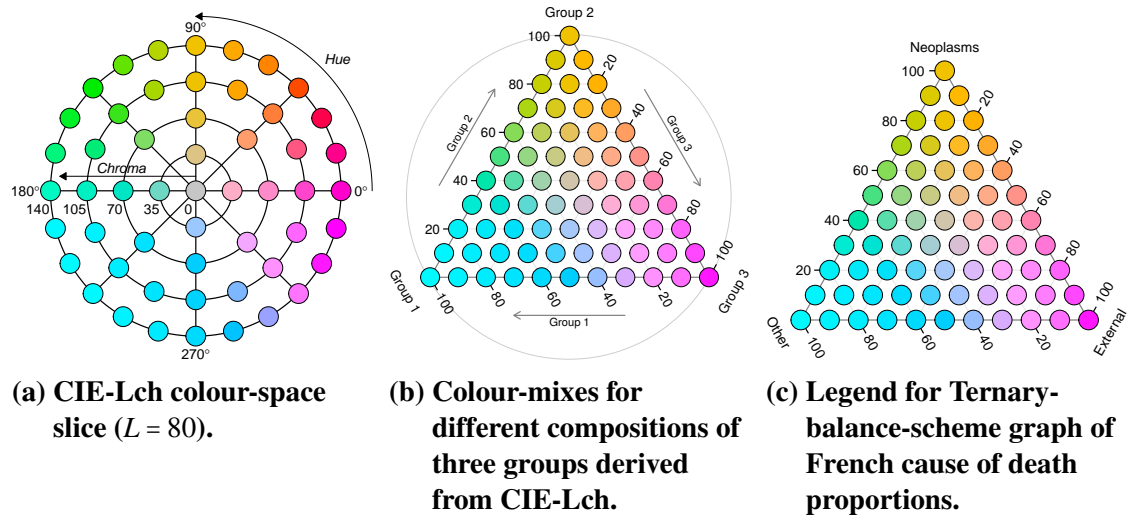 90°
Hue
Chroma
180°
0°
140 105 70 35 0
270°
Group 2
100
80
60
40
20
20
40
60
80
100
Group 2
Group 3
Group 1
100
80
60
40
20
Group 3
Group 1
Neoplasms
100
80
60
40
20
20
40
60
80
100
Other
100
80
60
40
20
External
(a) CIE-Lch colour-space
slice (L = 80).
(b) Colour-mixes for
different compositions of
three groups derived
from CIE-Lch.
(c) Legend for Ternary-
balance-scheme graph of
French cause of death
proportions.